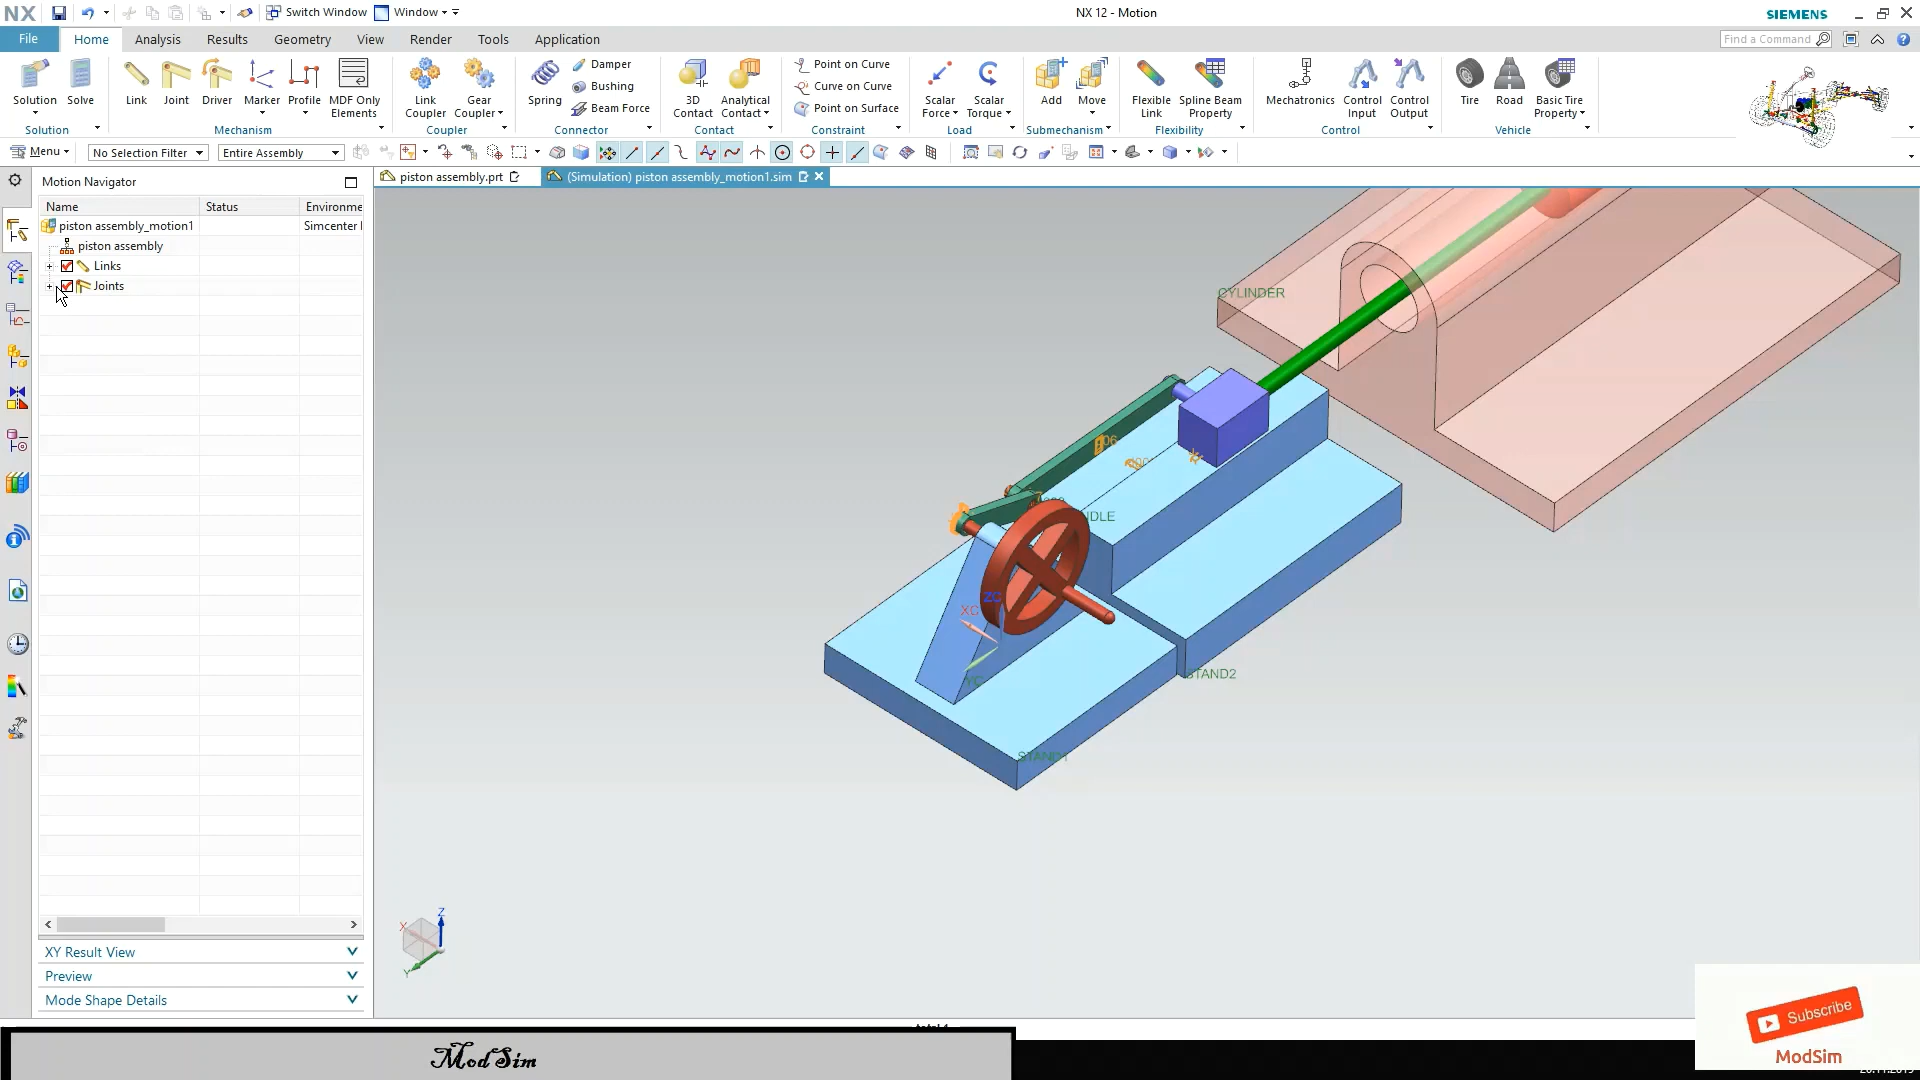 NX
Switch Window
Window
NX 12 - Motion
SIEMENS
File
Home
Analysis
Results
Geometry
View
Render
Tools
Application
Find a Command
Solution
Solve
Link
Joint
Driver
Marker
Profile
MDF Only
Elements
Link
Coupler
Gear
Coupler
Spring
Damper
Bushing
Beam Force
3D
Contact
Analytical
Contact
Point on Curve
Curve on Curve
Point on Surface
Scalar
Force
Scalar
Torque
Add
Move
Flexible
Link
Spline Beam
Property
Mechatronics
Control
Input
Control
Output
Tire
Road
Basic Tire
Property
Solution
Mechanism
Coupler
Connector
Contact
Constraint
Load
Submechanism
Flexibility
Control
Vehicle
Menu
No Selection Filter
Entire Assembly
Motion Navigator
piston assembly.prt
(Simulation) piston assembly_motion1.sim
Name
Status
Environme
piston assembly_motion1
Simcenter
piston assembly
Links
Joints
CYLINDER
NDLE
ZC
XC
YC
STAND2
STAND1
Z
X
Y
XY Result View
Preview
Mode Shape Details
ModSim
Subscribe
ModSim